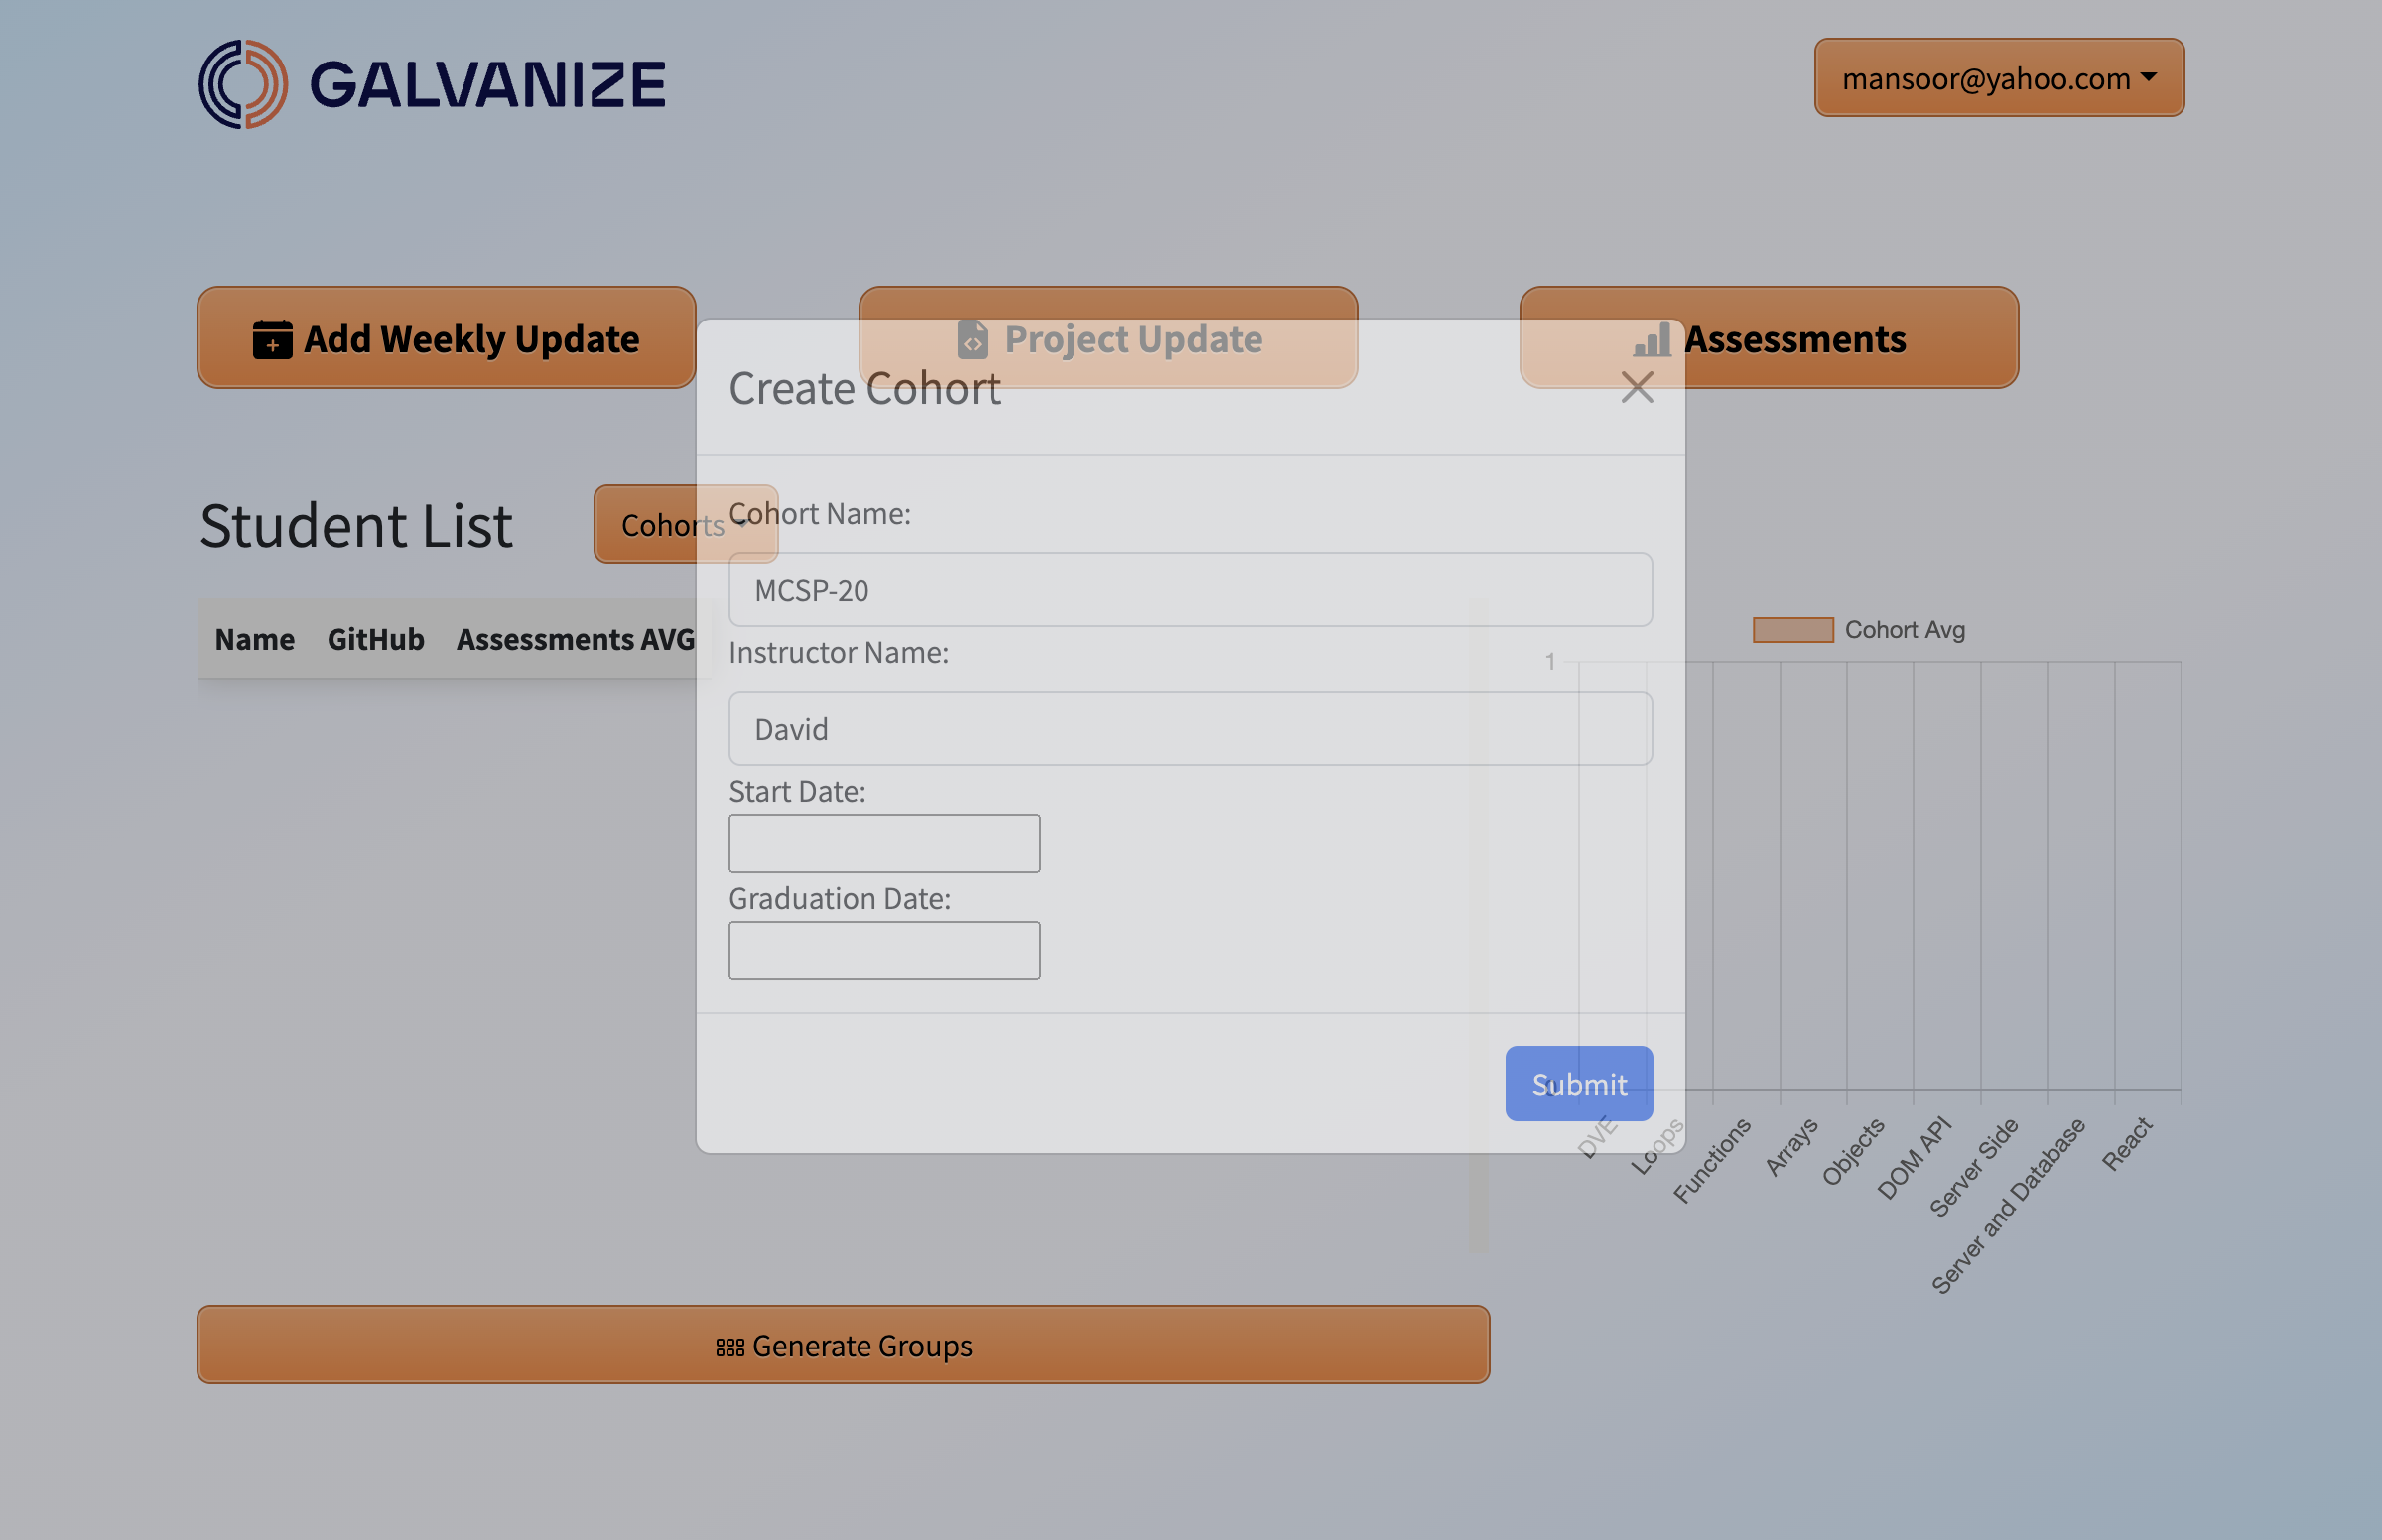 GALVANIZE
mansoor@yahoo.com
Add Weekly Update
Project Update
Assessments
Create Cohort
Student List
Cohorts
Cohort Name:
MCSP-20
Name GitHub Assessments AVG
Instructor Name:
David
Start Date:
Graduation Date:
Submit
Cohort Avg
1
0
DVE
Loops
Functions
Arrays
Objects
DOM API
Server Side
Server and Database
React
Generate Groups